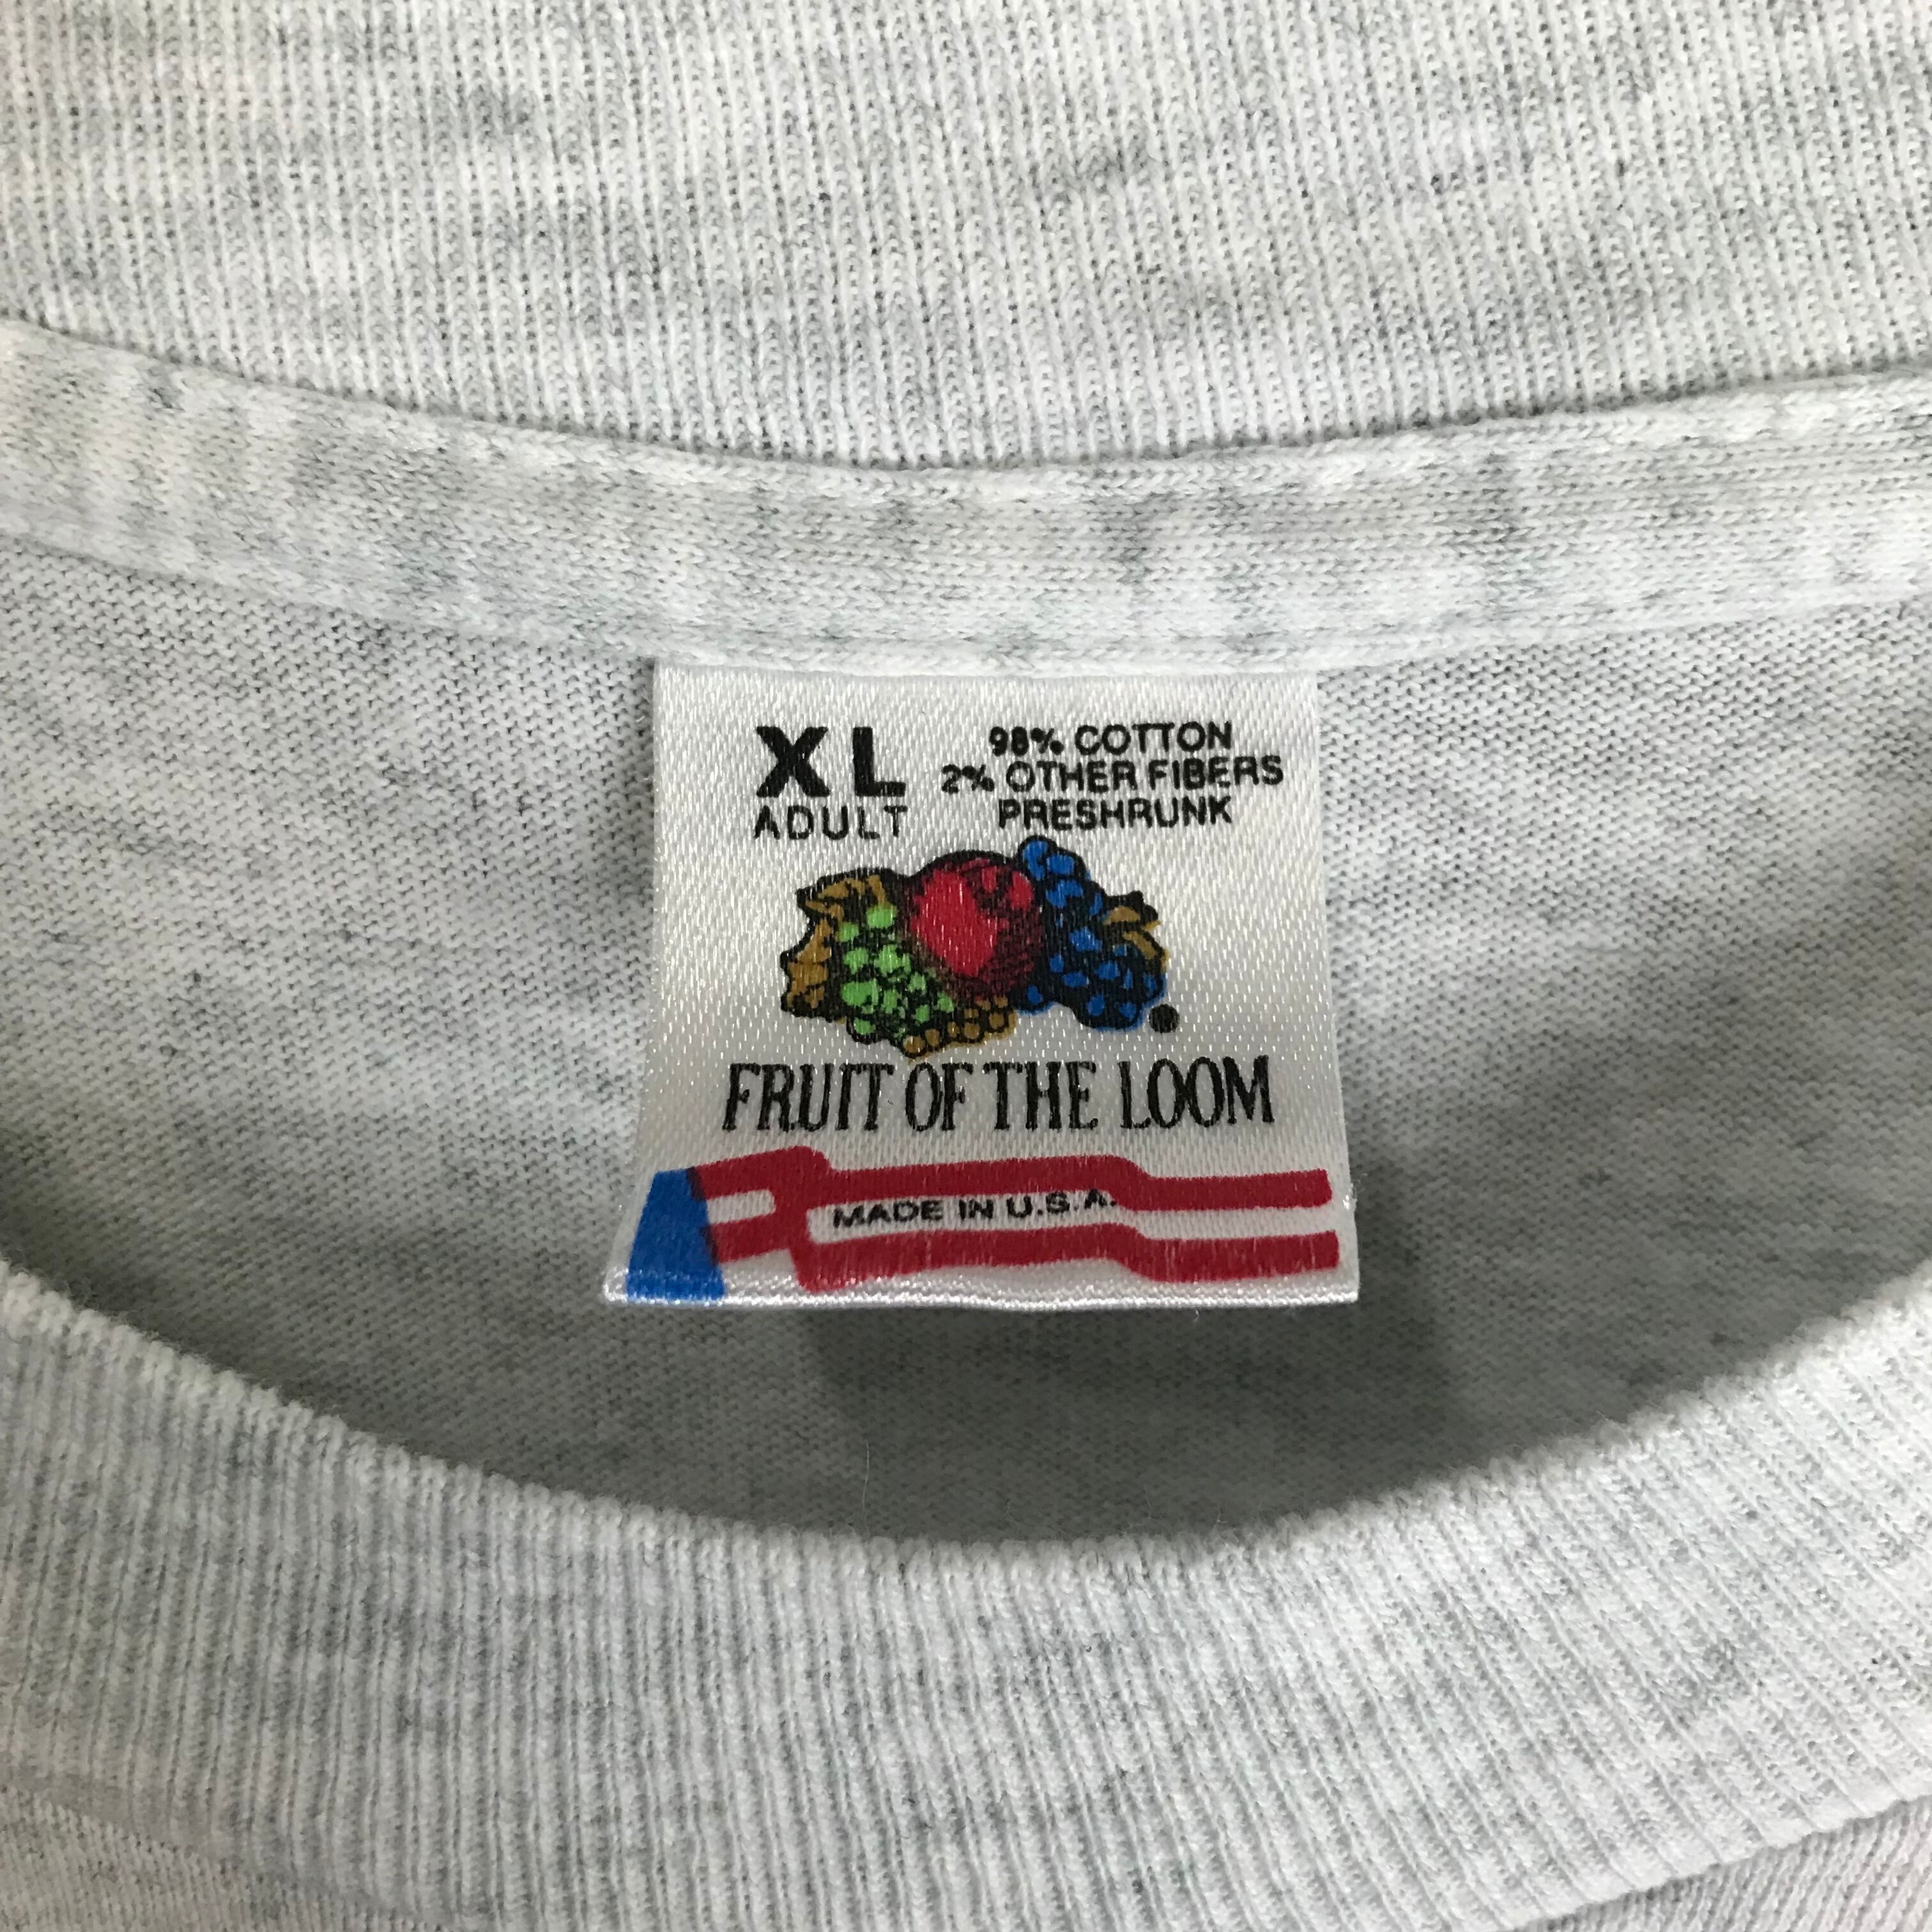 XL
ADULT
98% COTTON
2% OTHER FIBERS
PRESHRUNK
FRUIT OF THE LOOM
MADE IN U.S.A.